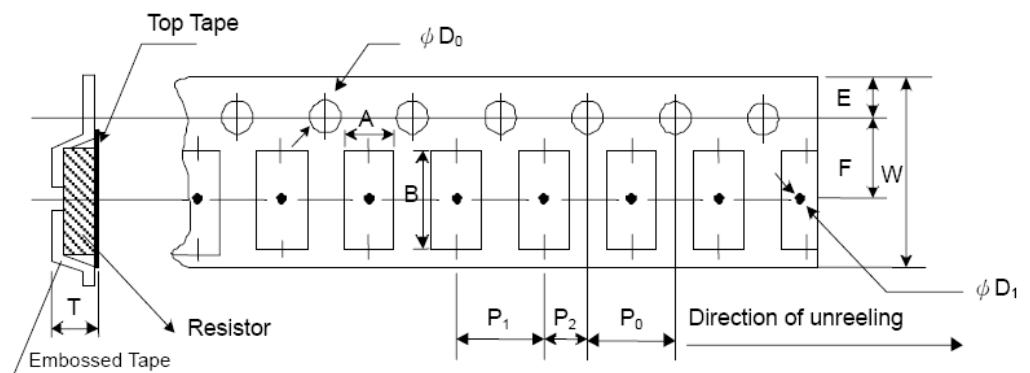 Top Tape
ϕ D₀
E
A
F
W
B
ϕ D₁
T
Resistor
P₁
P₂
P₀
Direction of unreeling
Embossed Tape